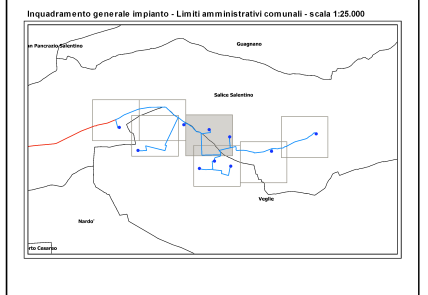 Inquadramento generale impianto - Limiti amministrativi comunali - scala 1:25.000
an Pancrazio Salentino
Guagnano
Salice Salentino
Veglie
Nardo'
rto Cesareo